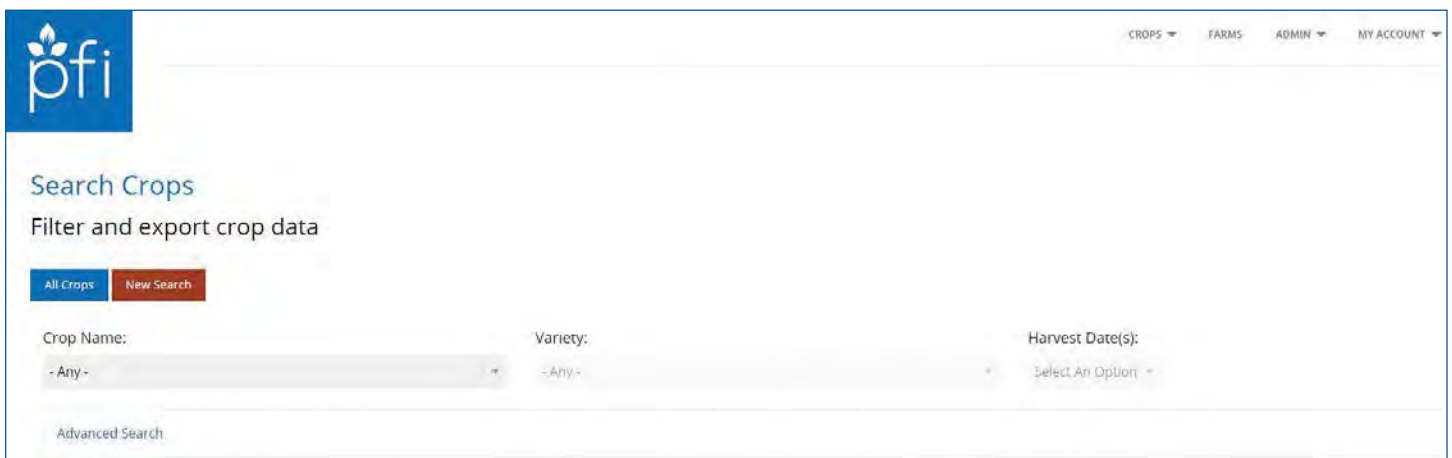 pfi
CROPS FARMS ADMIN MY ACCOUNT
Search Crops
Filter and export crop data
All Crops New Search
Crop Name: Variety: Harvest Date(s):
- Any - - Any - Select An Option
Advanced Search